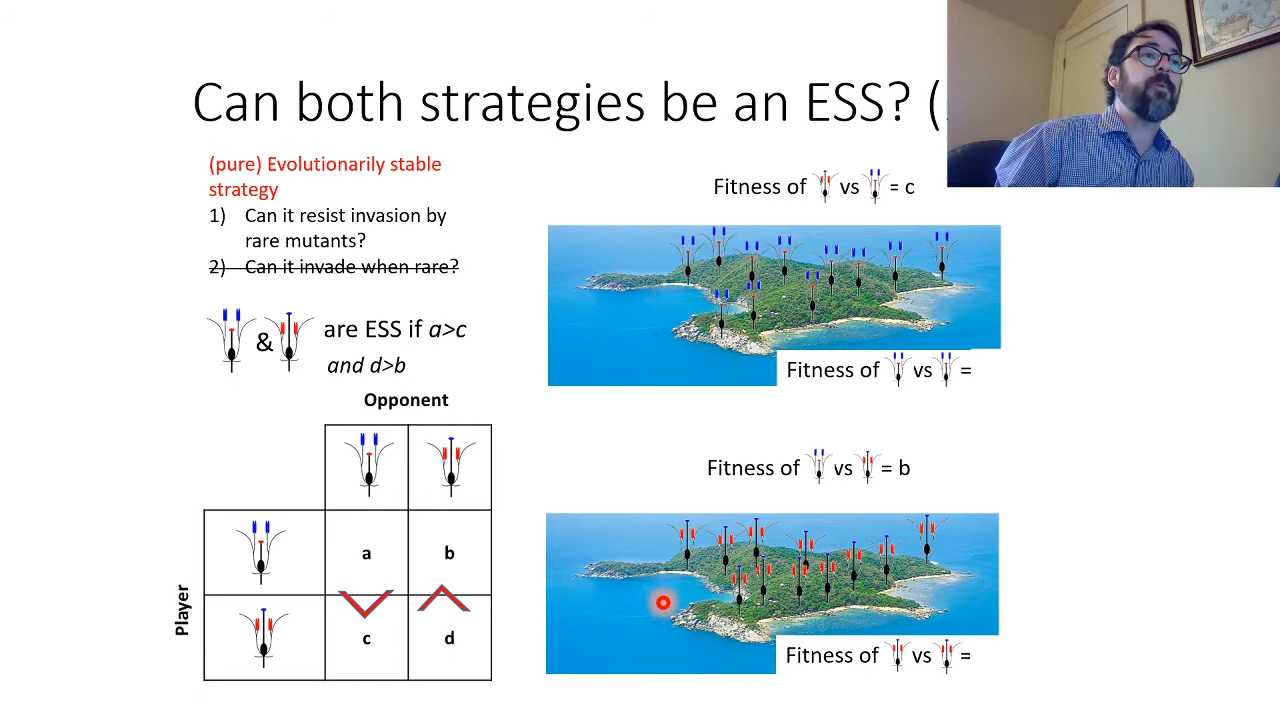 Can both strategies be an ESS? (
(pure) Evolutionarily stable
strategy
1) Can it resist invasion by
rare mutants?
2) Can it invade when rare?
& are ESS if a>c
and d>b
Opponent
Player
a b
c d
Fitness of vs = c
Fitness of vs =
Fitness of vs = b
Fitness of vs =